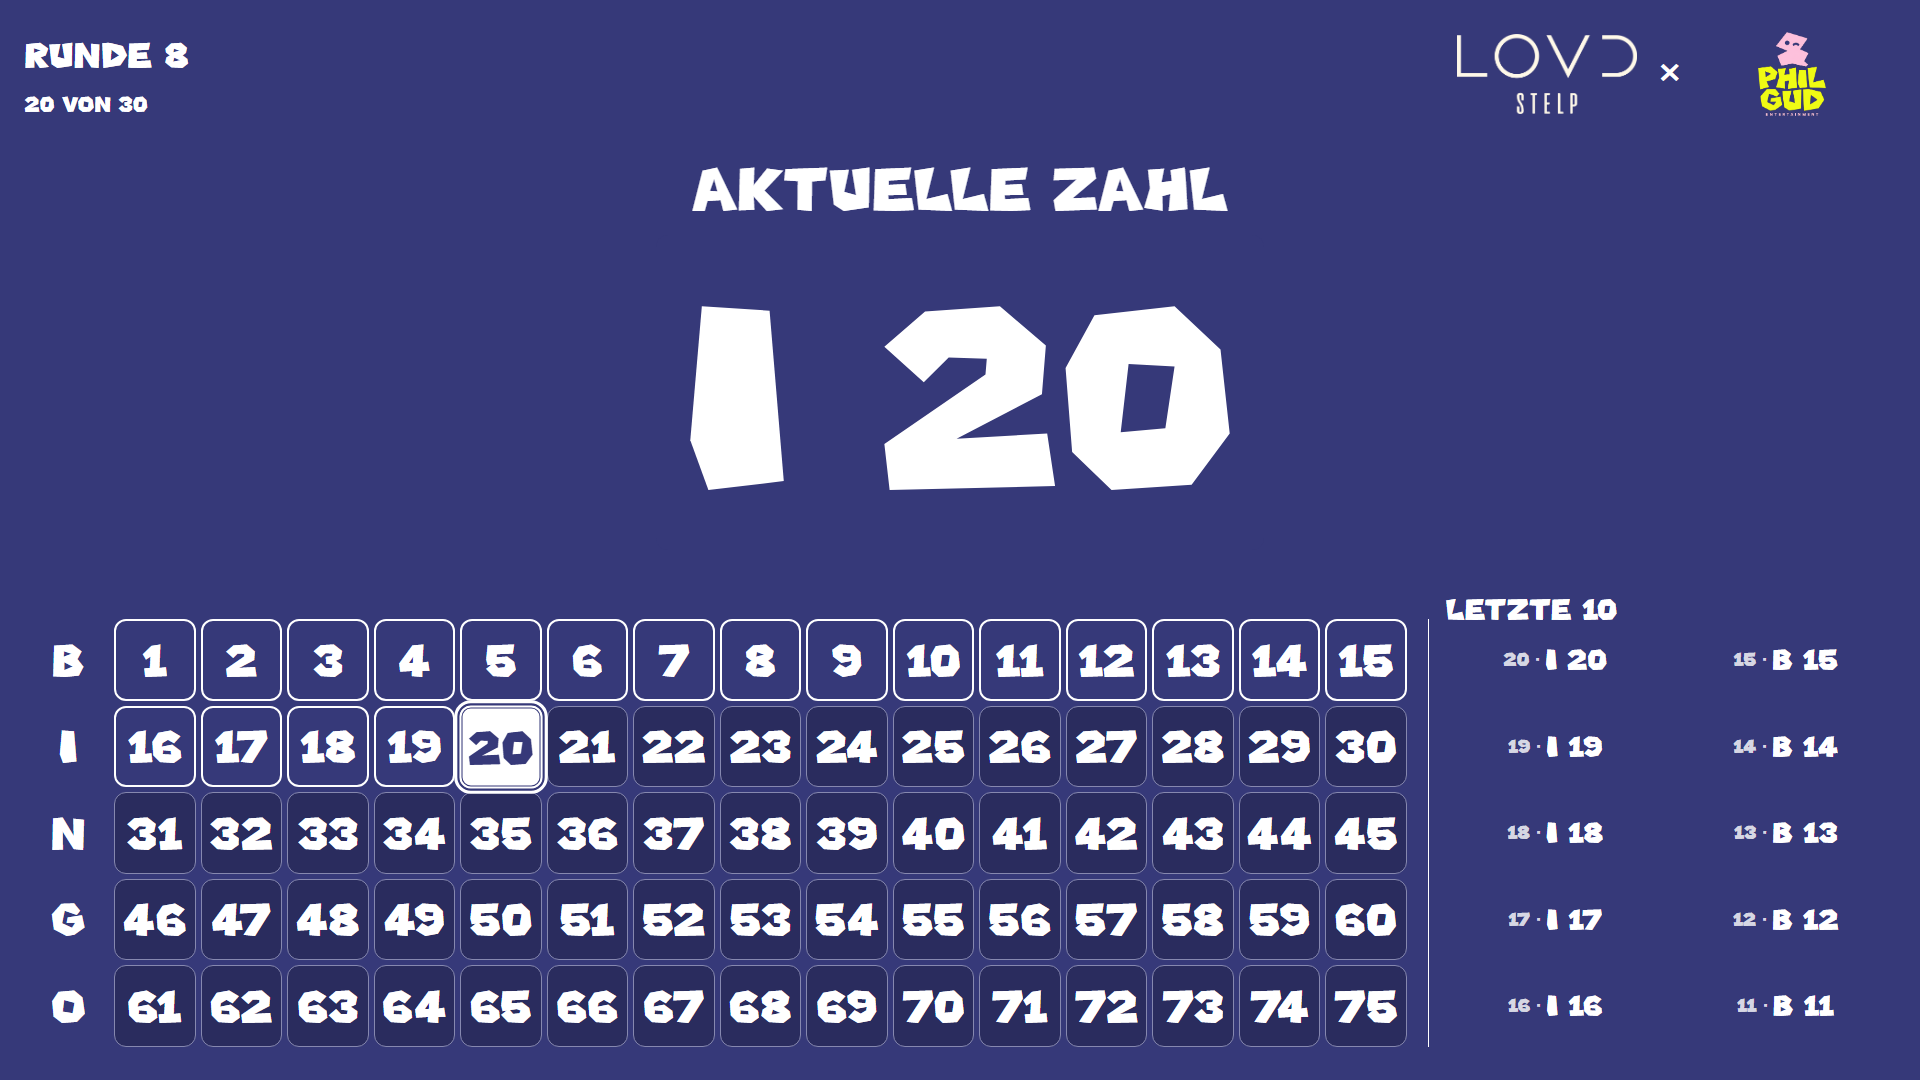 RUNDE 8
20 VON 30
LOVD
STELP
×
PHIL
GUD
ENTERTAINMENT
AKTUELLE ZAHL
I 20
B 1 2 3 4 5 6 7 8 9 10 11 12 13 14 15
I 16 17 18 19 20 21 22 23 24 25 26 27 28 29 30
N 31 32 33 34 35 36 37 38 39 40 41 42 43 44 45
G 46 47 48 49 50 51 52 53 54 55 56 57 58 59 60
O 61 62 63 64 65 66 67 68 69 70 71 72 73 74 75
LETZTE 10
20 · I 20 15 · B 15
19 · I 19 14 · B 14
18 · I 18 13 · B 13
17 · I 17 12 · B 12
16 · I 16 11 · B 11